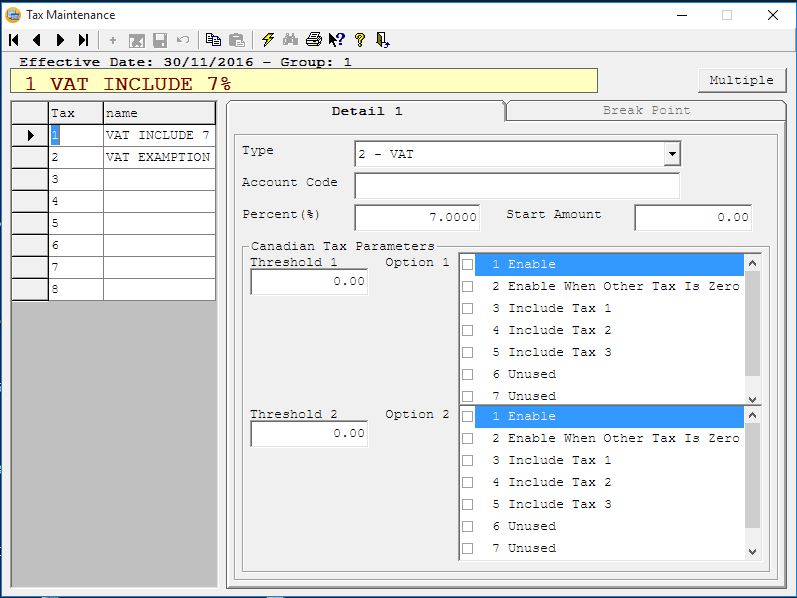 Tax Maintenance
Effective Date: 30/11/2016 - Group: 1
1 VAT INCLUDE 7%
Multiple
Tax name
1 VAT INCLUDE 7
2 VAT EXAMPTION
3
4
5
6
7
8
Detail 1
Break Point
Type 2 - VAT
Account Code
Percent(%) 7.0000 Start Amount 0.00
Canadian Tax Parameters
Threshold 1 Option 1
0.00
1 Enable
2 Enable When Other Tax Is Zero
3 Include Tax 1
4 Include Tax 2
5 Include Tax 3
6 Unused
7 Unused
Threshold 2 Option 2
0.00
1 Enable
2 Enable When Other Tax Is Zero
3 Include Tax 1
4 Include Tax 2
5 Include Tax 3
6 Unused
7 Unused